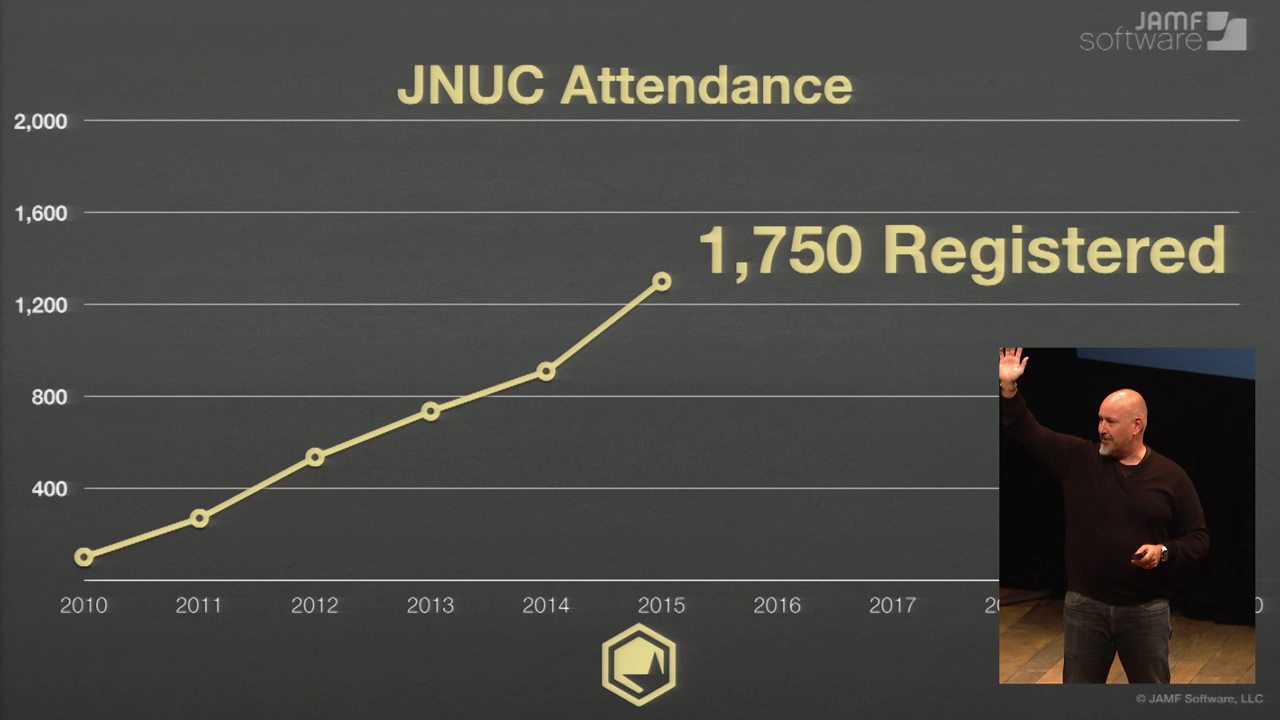 JAMF
software
JNUC Attendance
2,000
1,600
1,750 Registered
1,200
800
400
2010 2011 2012 2013 2014 2015 2016 2017
© JAMF Software, LLC